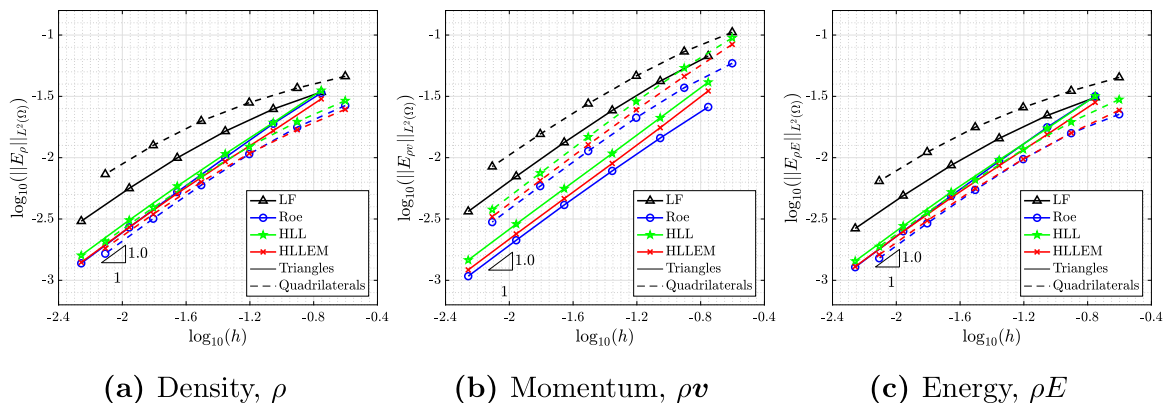 log10(||Eρ||L2(Ω))
-1
-1.5
-2
-2.5
-3
-2.4 -2 -1.6 -1.2 -0.8 -0.4
log10(h)
1.0
1
LF
Roe
HLL
HLLEM
Triangles
Quadrilaterals
(a) Density, ρ
log10(||Eρv||L2(Ω))
-1
-1.5
-2
-2.5
-3
-2.4 -2 -1.6 -1.2 -0.8 -0.4
log10(h)
1.0
1
LF
Roe
HLL
HLLEM
Triangles
Quadrilaterals
(b) Momentum, ρv
log10(||EρE||L2(Ω))
-1
-1.5
-2
-2.5
-3
-2.4 -2 -1.6 -1.2 -0.8 -0.4
log10(h)
1.0
1
LF
Roe
HLL
HLLEM
Triangles
Quadrilaterals
(c) Energy, ρE